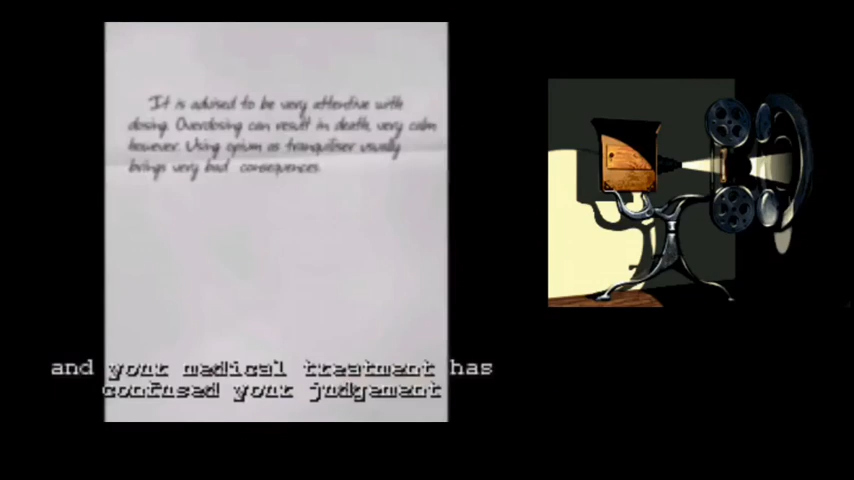 It is advised to be very attentive with
dosing. Overdosing can result in death, very calm
however. Using opium as tranquiliser usually
brings very bad consequences.
and your medical treatment has
confused your judgement